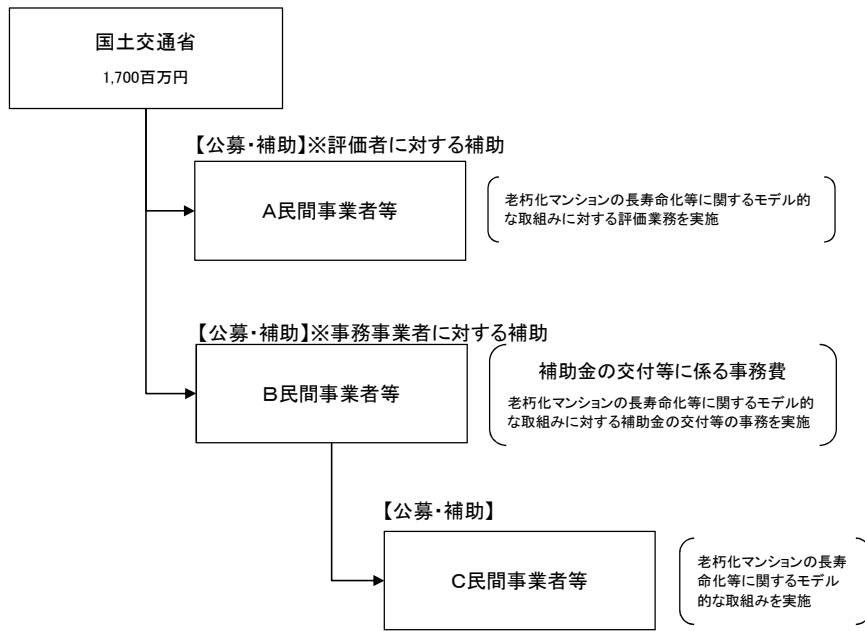 国土交通省
1,700百万円
【公募・補助】※評価者に対する補助
A民間事業者等
老朽化マンションの長寿命化等に関するモデル的
な取組みに対する評価業務を実施
【公募・補助】※事務事業者に対する補助
B民間事業者等
補助金の交付等に係る事務費
老朽化マンションの長寿命化等に関するモデル的
な取組みに対する補助金の交付等の事務を実施
【公募・補助】
C民間事業者等
老朽化マンションの長寿
命化等に関するモデル
的な取組みを実施